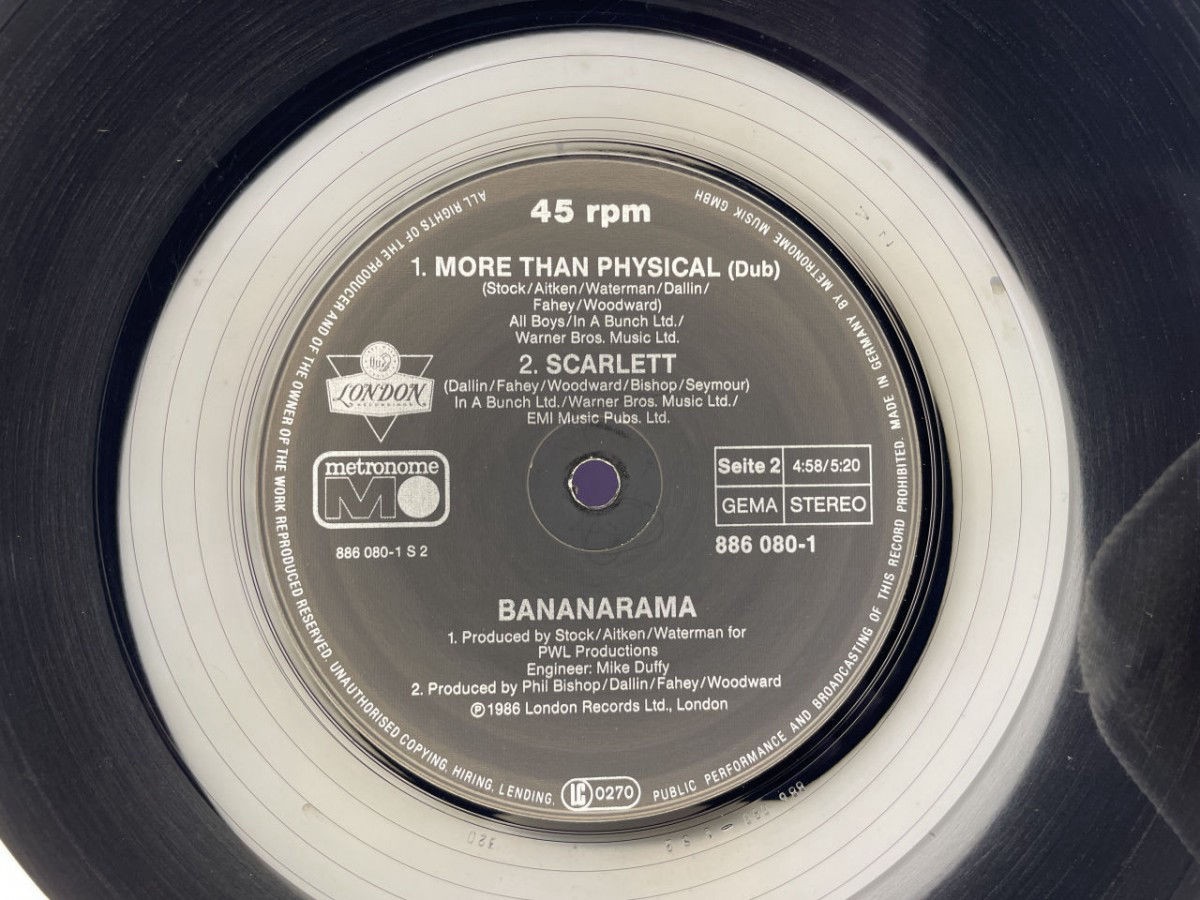 45 rpm
1. MORE THAN PHYSICAL (Dub)
(Stock/Aitken/Waterman/Dallin/
Fahey/Woodward)
All Boys/In A Bunch Ltd./
Warner Bros. Music Ltd.
2. SCARLETT
(Dallin/Fahey/Woodward/Bishop/Seymour)
In A Bunch Ltd./Warner Bros. Music Ltd./
EMI Music Pubs. Ltd.
LONDON
RECORDINGS
metronome
M
886 080-1 S 2
Seite 2
4:58/5:20
GEMA
STEREO
886 080-1
BANANARAMA
1. Produced by Stock/Aitken/Waterman for
PWL Productions
Engineer: Mike Duffy
2. Produced by Phil Bishop/Dallin/Fahey/Woodward
Ⓟ1986 London Records Ltd., London
LC 0270
ALL RIGHTS OF THE PRODUCER AND OF THE OWNER OF THE WORK REPRODUCED RESERVED. UNAUTHORISED COPYING, HIRING, LENDING, PUBLIC PERFORMANCE AND BROADCASTING OF THIS RECORD PROHIBITED. MADE IN GERMANY BY METRONOME MUSIK GMBH
320